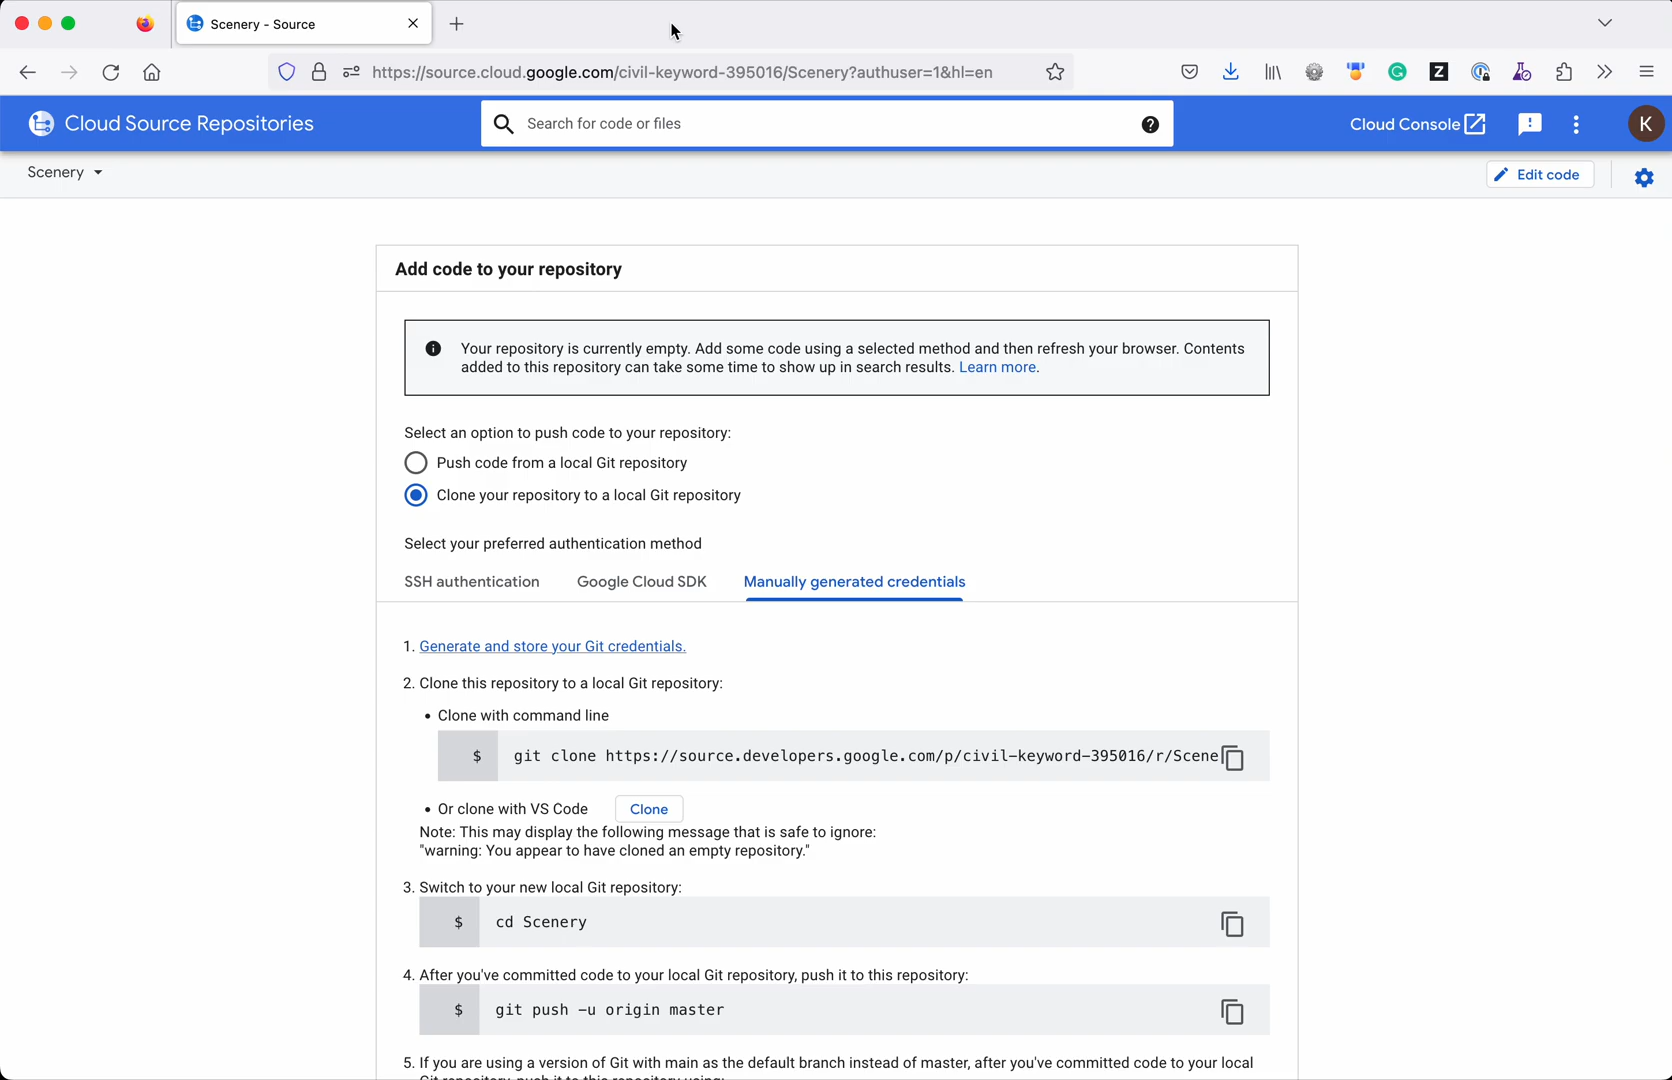 Scenery - Source
https://source.cloud.google.com/civil-keyword-395016/Scenery?authuser=1&hl=en
Cloud Source Repositories
Search for code or files
Cloud Console
K
Scenery
Edit code
Add code to your repository
Your repository is currently empty. Add some code using a selected method and then refresh your browser. Contents
added to this repository can take some time to show up in search results. Learn more.
Select an option to push code to your repository:
Push code from a local Git repository
Clone your repository to a local Git repository
Select your preferred authentication method
SSH authentication
Google Cloud SDK
Manually generated credentials
1. Generate and store your Git credentials.
2. Clone this repository to a local Git repository:
• Clone with command line
$ git clone https://source.developers.google.com/p/civil-keyword-395016/r/Scene
• Or clone with VS Code Clone
Note: This may display the following message that is safe to ignore:
"warning: You appear to have cloned an empty repository."
3. Switch to your new local Git repository:
$ cd Scenery
4. After you've committed code to your local Git repository, push it to this repository:
$ git push -u origin master
5. If you are using a version of Git with main as the default branch instead of master, after you've committed code to your local
Git repository, push it to this repository using: